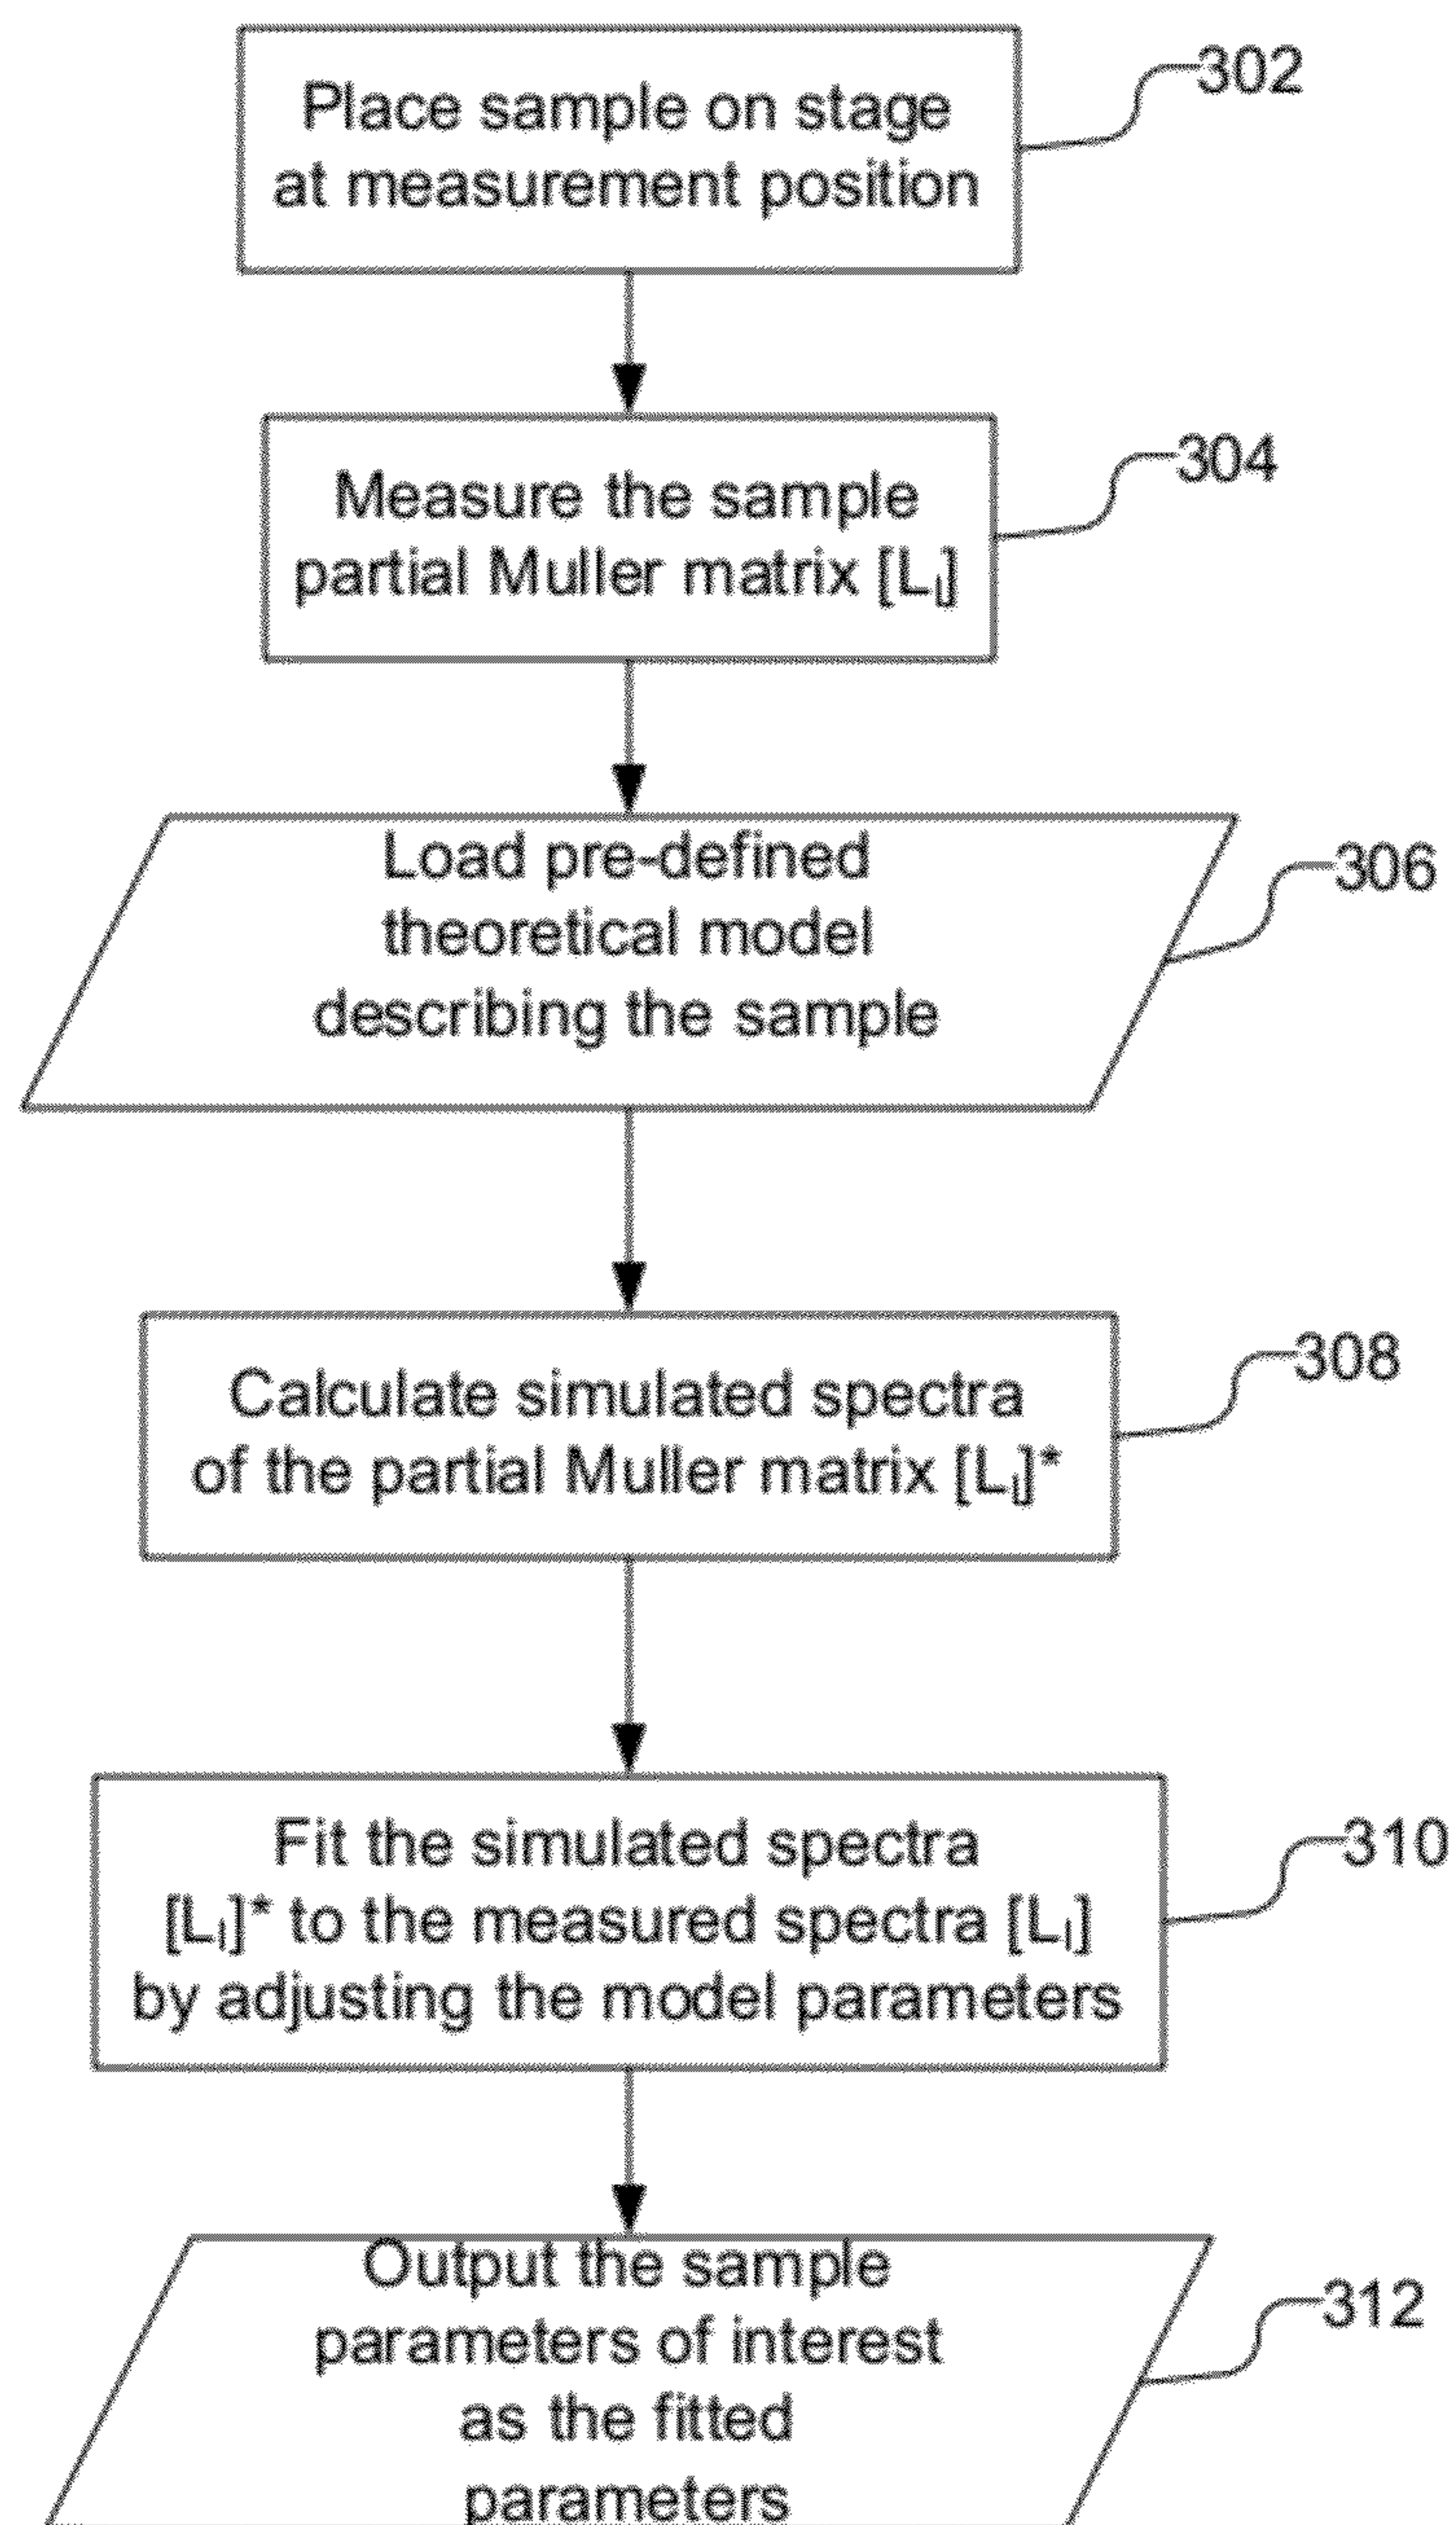 Place sample on stage
at measurement position
302
Measure the sample
partial Muller matrix [Lᵢ]
304
Load pre-defined
theoretical model
describing the sample
306
Calculate simulated spectra
of the partial Muller matrix [Lᵢ]*
308
Fit the simulated spectra
[Lᵢ]* to the measured spectra [Lᵢ]
by adjusting the model parameters
310
Output the sample
parameters of interest
as the fitted
parameters
312